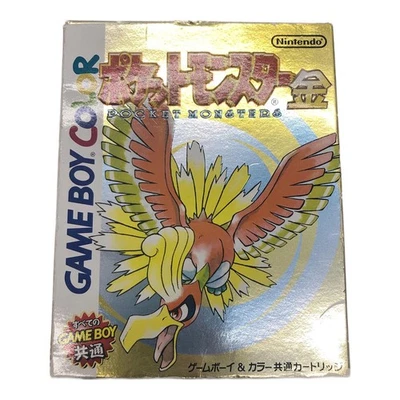 Nintendo
ポケットモンスター金
POCKET MONSTERS
GAME BOY COLOR
すべての
GAME BOY
共通
ゲームボーイ & カラー共通カートリッジ